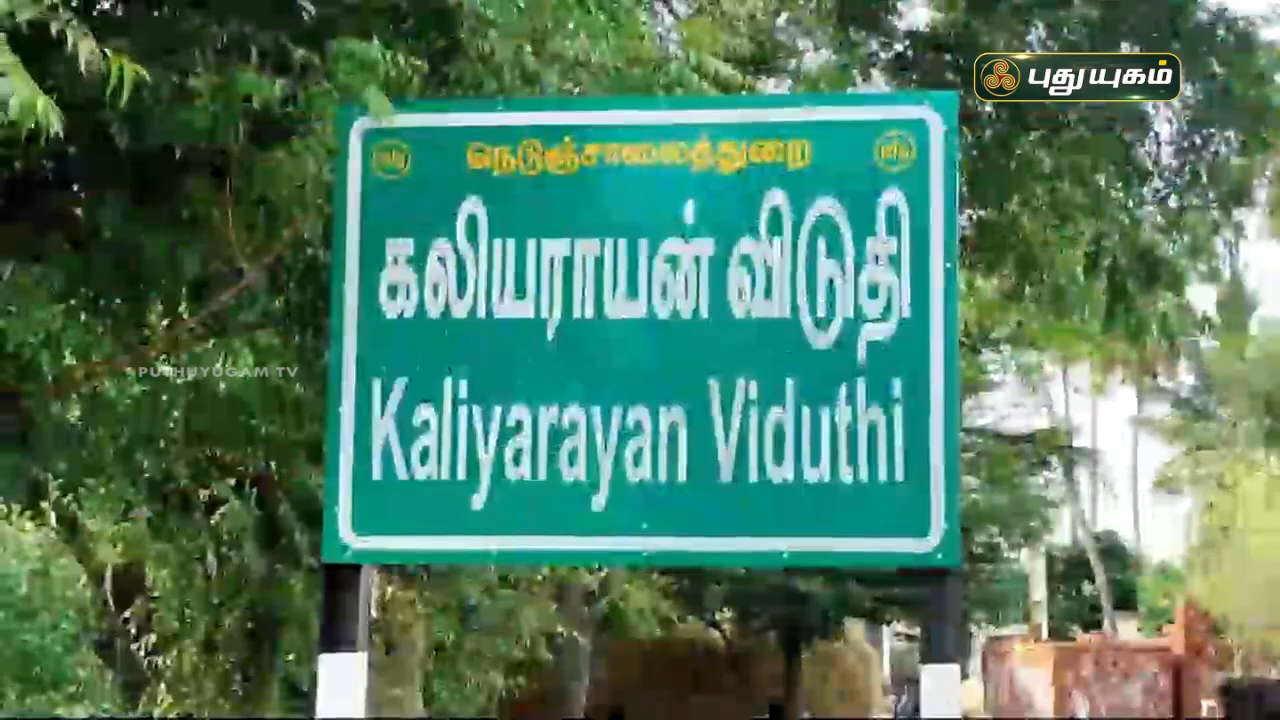 புதுயுகம்
நெடுஞ்சாலைத்துறை
கலியராயன் விடுதி
PUTHUYUGAM TV
Kaliyarayan Viduthi